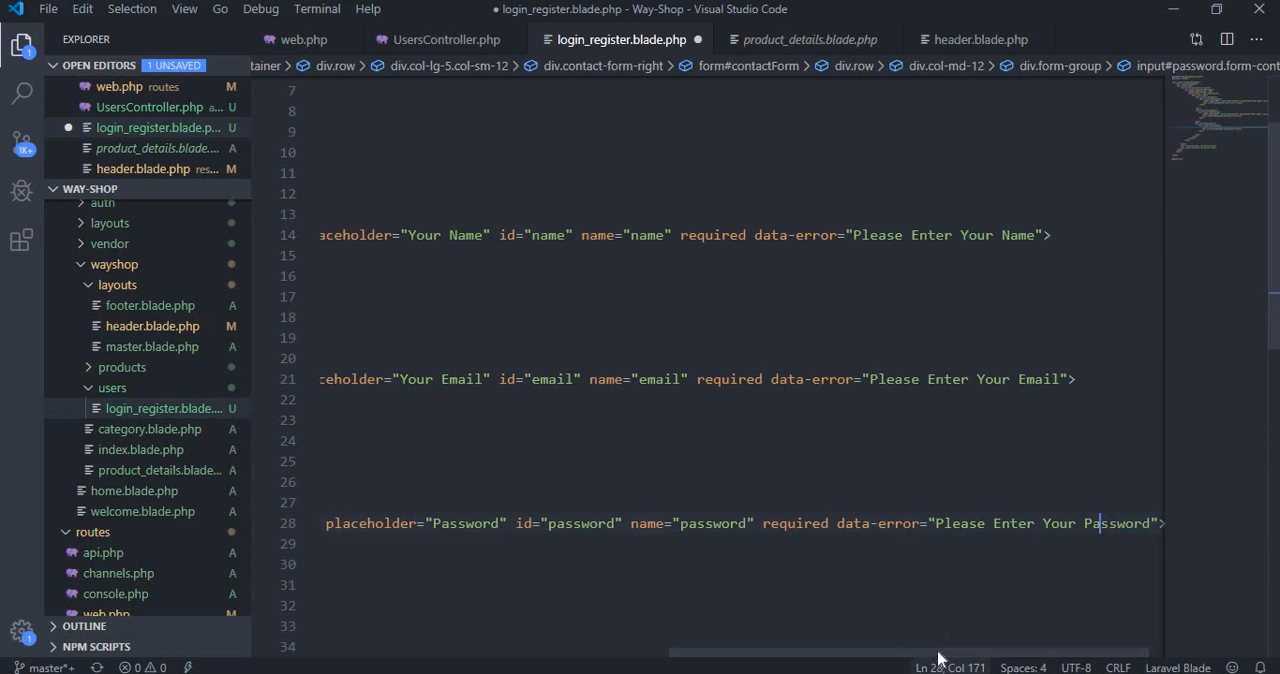 File Edit Selection View Go Debug Terminal Help
● login_register.blade.php - Way-Shop - Visual Studio Code
EXPLORER
web.php
UsersController.php
login_register.blade.php ●
product_details.blade.php
header.blade.php
OPEN EDITORS 1 UNSAVED
tainer > div.row > div.col-lg-5.col-sm-12 > div.contact-form-right > form#contactForm > div.row > div.col-md-12 > div.form-group > input#password.form-cont
web.php routes M
UsersController.php a... U
login_register.blade.p... U
product_details.blade.... A
header.blade.php res... M
WAY-SHOP
auth
layouts
vendor
wayshop
layouts
footer.blade.php A
header.blade.php M
master.blade.php A
products
users
login_register.blade.... U
category.blade.php A
index.blade.php A
product_details.blade... A
home.blade.php A
welcome.blade.php A
routes
api.php A
channels.php A
console.php A
web.php M
OUTLINE
NPM SCRIPTS
7
8
9
10
11
12
13
14 aceholder="Your Name" id="name" name="name" required data-error="Please Enter Your Name">
15
16
17
18
19
20
21 ceholder="Your Email" id="email" name="email" required data-error="Please Enter Your Email">
22
23
24
25
26
27
28 placeholder="Password" id="password" name="password" required data-error="Please Enter Your Password">
29
30
31
32
33
34
1
1K+
1
master*+ 0 0 Ln 28, Col 171 Spaces: 4 UTF-8 CRLF Laravel Blade